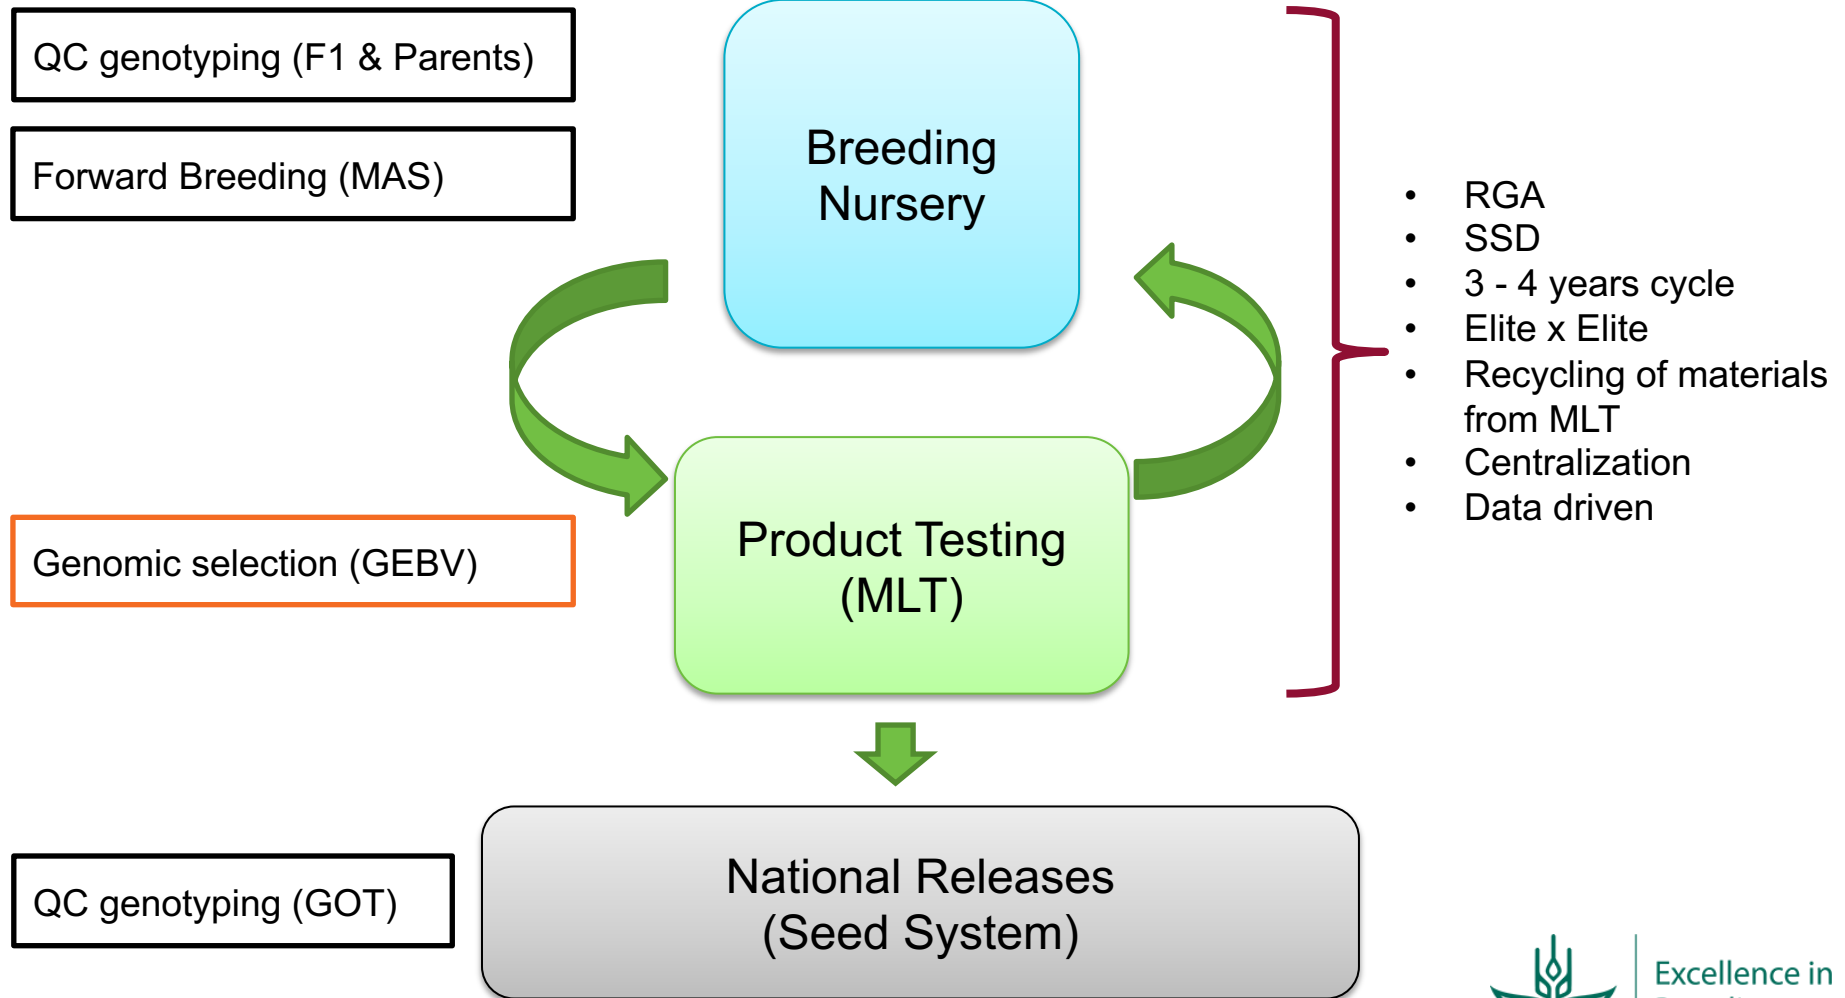 QC genotyping (F1 & Parents)
Forward Breeding (MAS)
Breeding
Nursery
• RGA
• SSD
• 3 - 4 years cycle
• Elite x Elite
• Recycling of materials
from MLT
• Centralization
• Data driven
Genomic selection (GEBV)
Product Testing
(MLT)
QC genotyping (GOT)
National Releases
(Seed System)
Excellence in